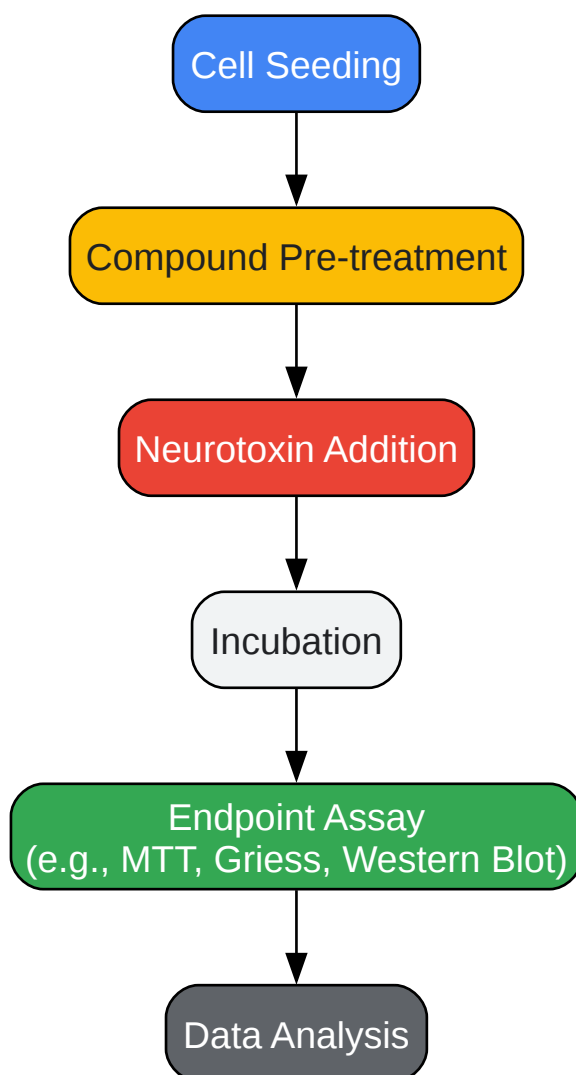 Cell Seeding
Compound Pre-treatment
Neurotoxin Addition
Incubation
Endpoint Assay
(e.g., MTT, Griess, Western Blot)
Data Analysis